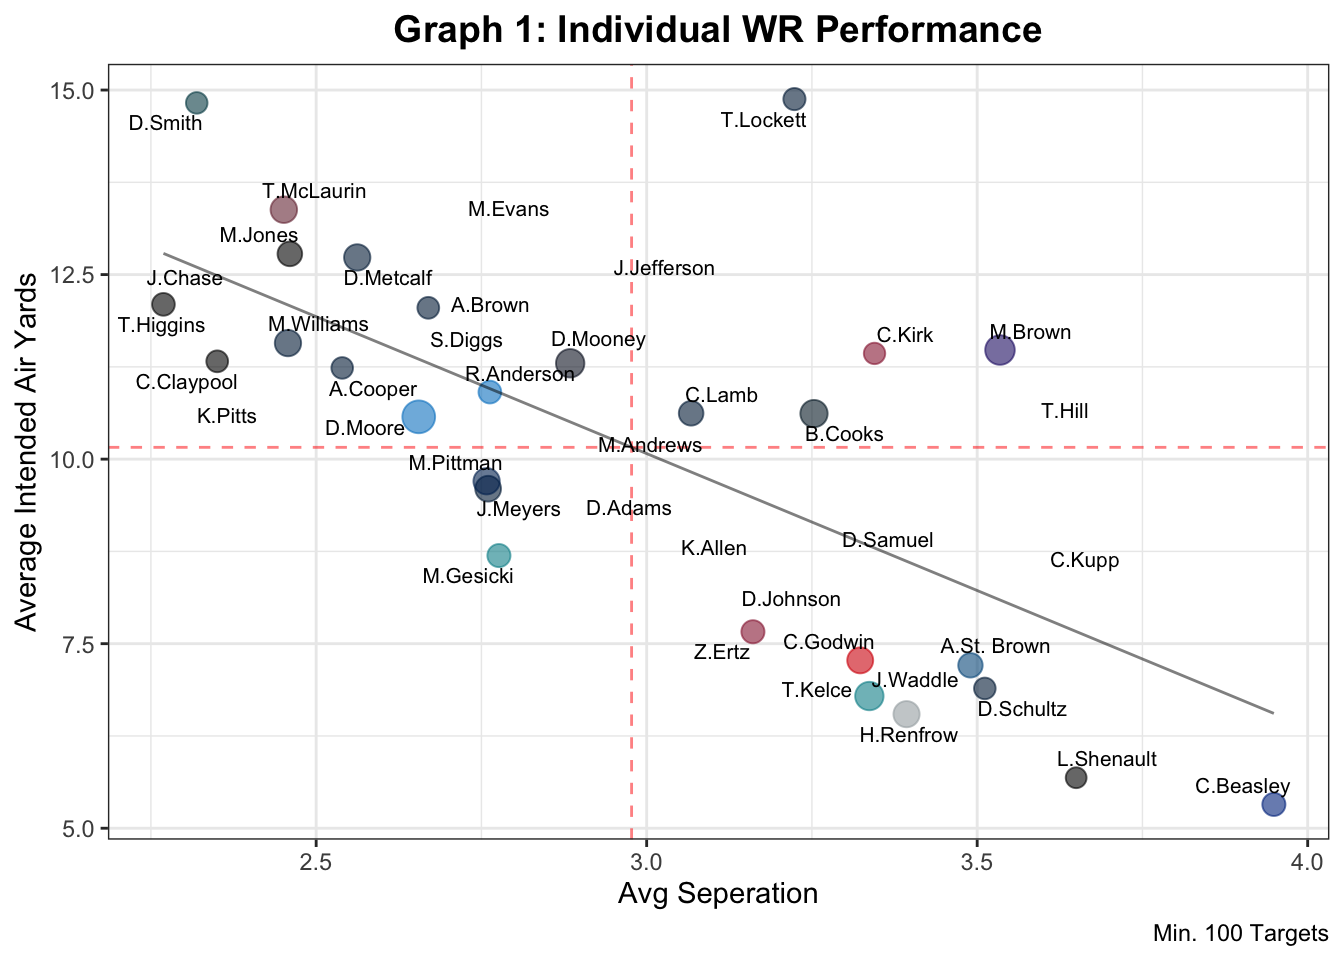 Graph 1: Individual WR Performance
15.0
D.Smith
T.Lockett
T.McLaurin
M.Evans
M.Jones
12.5
J.Jefferson
J.Chase
D.Metcalf
A.Brown
T.Higgins
M.Williams
S.Diggs
D.Mooney
C.Kirk
M.Brown
R.Anderson
C.Claypool
A.Cooper
C.Lamb
K.Pitts
T.Hill
D.Moore
B.Cooks
M.Andrews
10.0
M.Pittman
J.Meyers
D.Adams
D.Samuel
K.Allen
C.Kupp
M.Gesicki
D.Johnson
7.5
C.Godwin
A.St. Brown
Z.Ertz
T.Kelce
J.Waddle
D.Schultz
H.Renfrow
L.Shenault
C.Beasley
5.0
Average Intended Air Yards
2.5
3.0
3.5
4.0
Avg Seperation
Min. 100 Targets